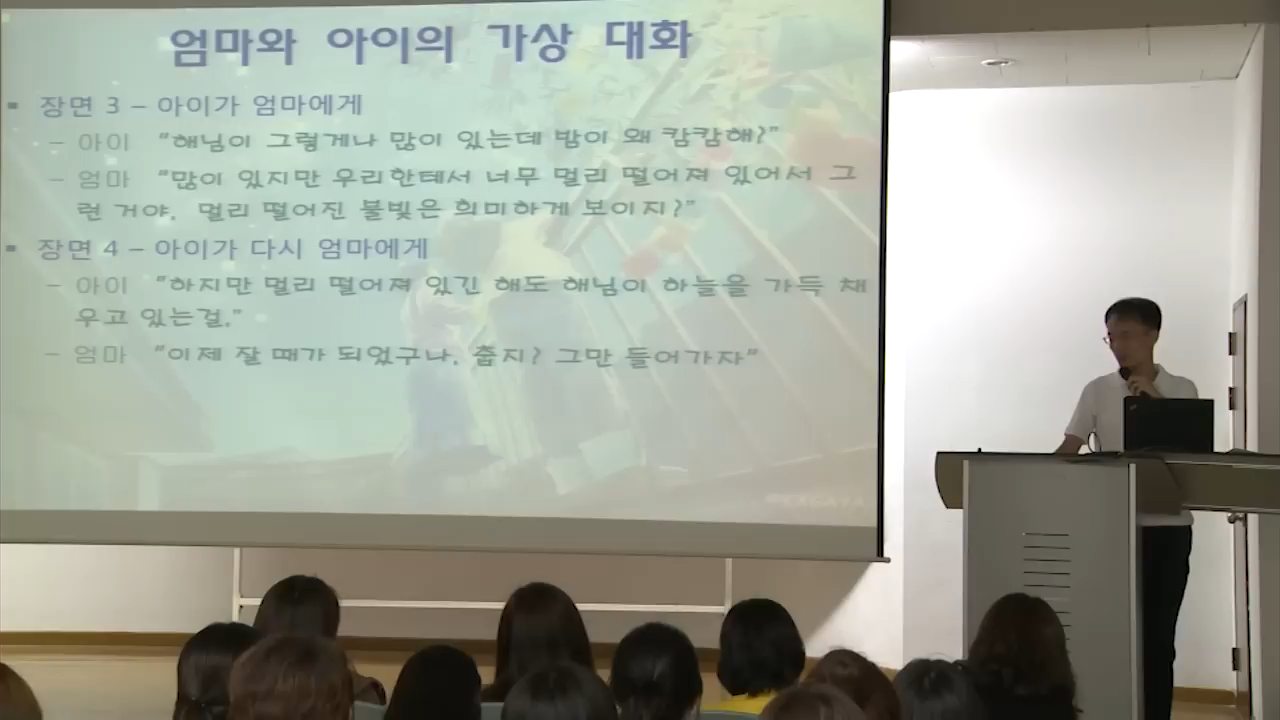 엄마와 아이의 가상 대화
▪ 장면 3 – 아이가 엄마에게
– 아이 “해님이 그렇게나 많이 있는데 밤이 왜 캄캄해?”
– 엄마 “많이 있지만 우리한테서 너무 멀리 떨어져 있어서 그
런 거야. 멀리 떨어진 불빛은 희미하게 보이지?”
▪ 장면 4 – 아이가 다시 엄마에게
– 아이 “하지만 멀리 떨어져 있긴 해도 해님이 하늘을 가득 채
우고 있는걸.”
– 엄마 “이제 잘 때가 되었구나. 춥지? 그만 들어가자”